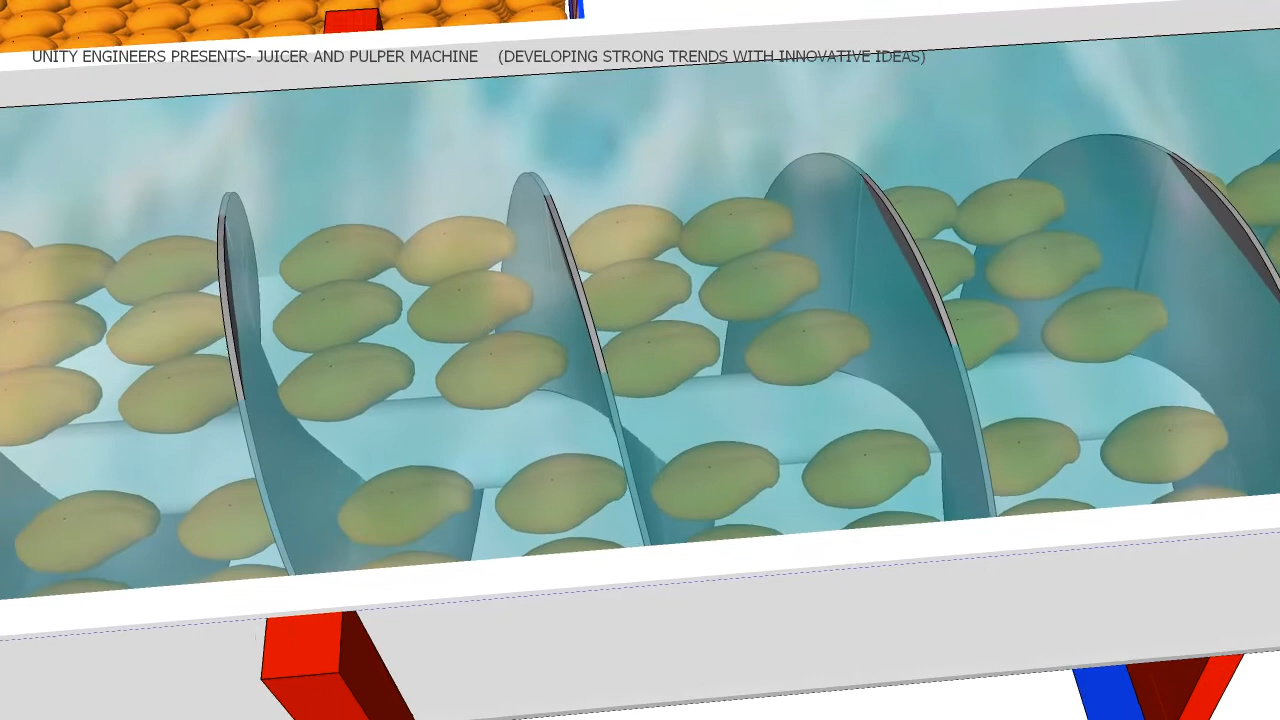 UNITY ENGINEERS PRESENTS- JUICER AND PULPER MACHINE (DEVELOPING STRONG TRENDS WITH INNOVATIVE IDEAS)